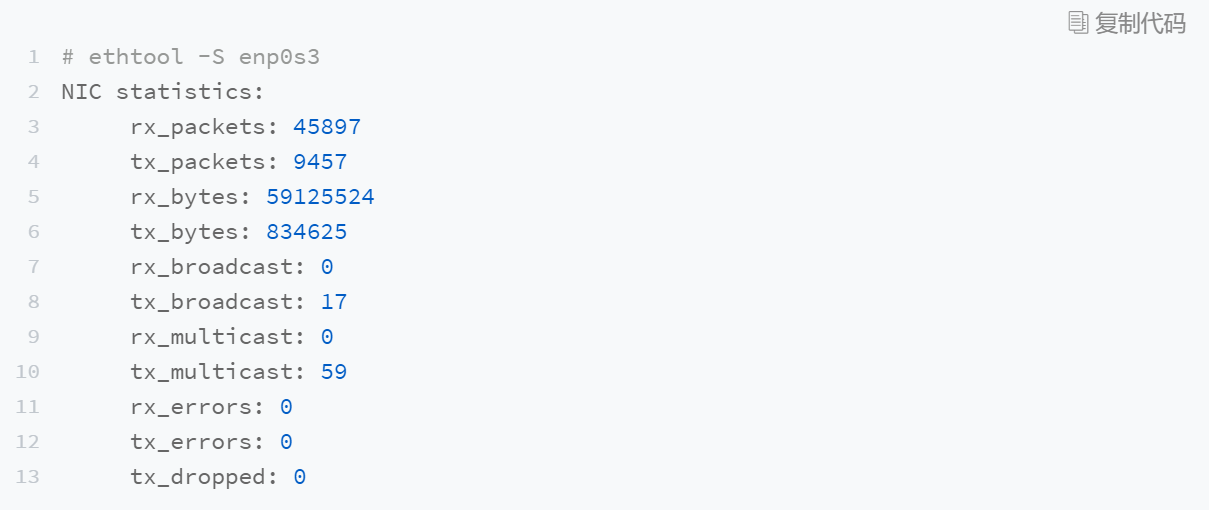 复制代码
1 # ethtool -S enp0s3
2 NIC statistics:
3 rx_packets: 45897
4 tx_packets: 9457
5 rx_bytes: 59125524
6 tx_bytes: 834625
7 rx_broadcast: 0
8 tx_broadcast: 17
9 rx_multicast: 0
10 tx_multicast: 59
11 rx_errors: 0
12 tx_errors: 0
13 tx_dropped: 0